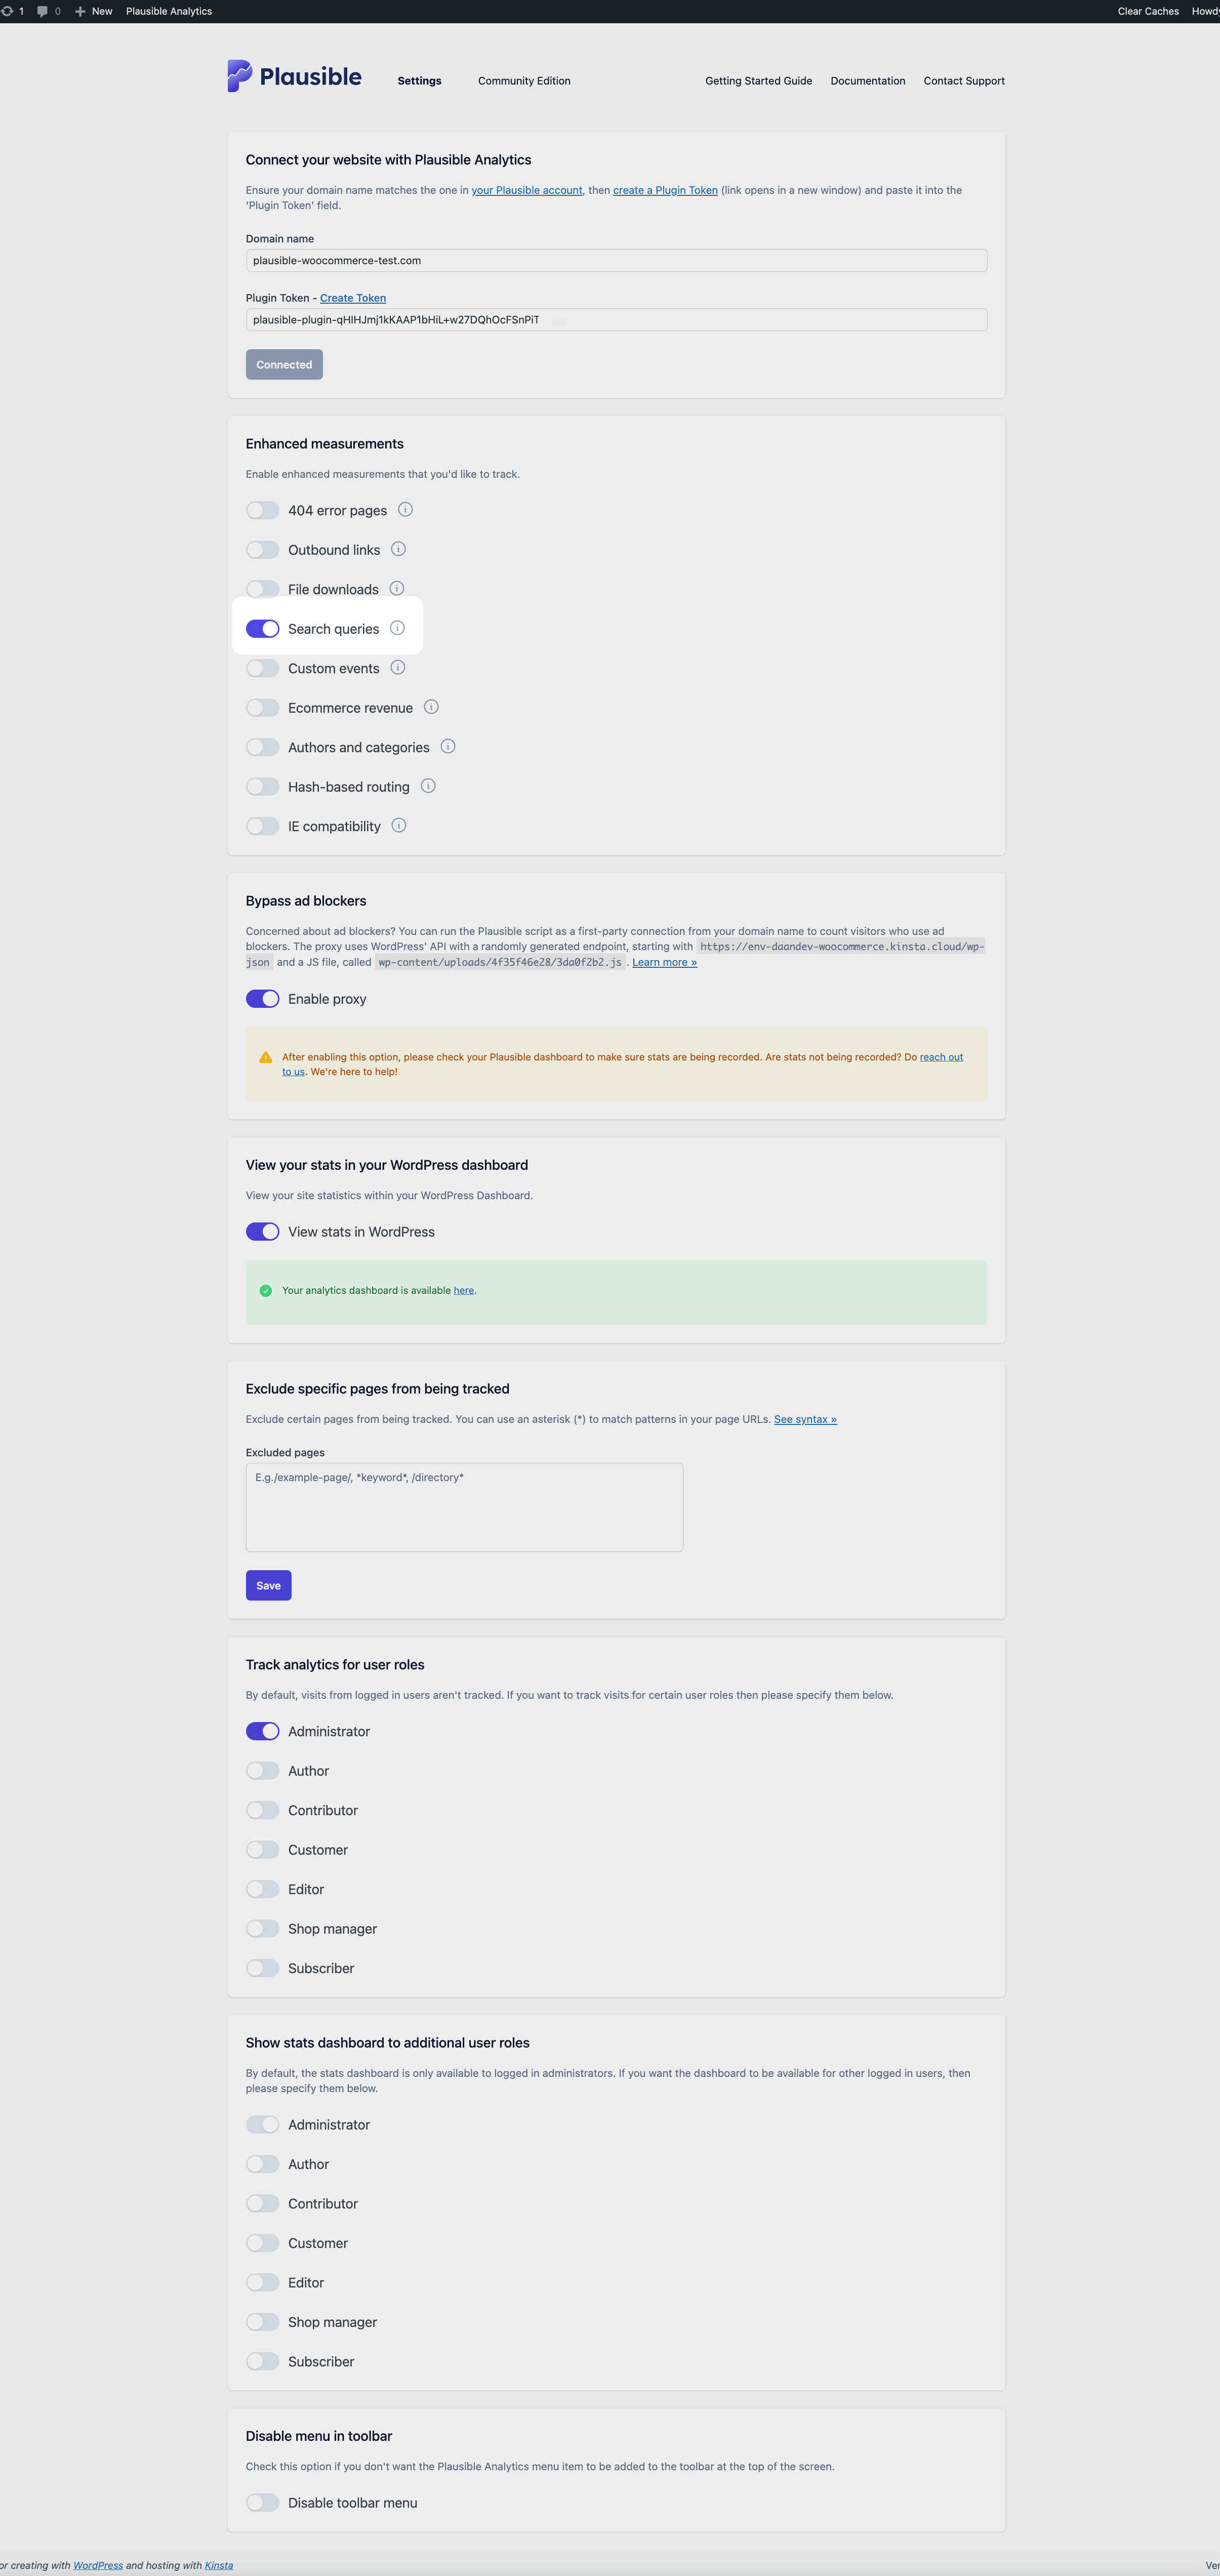 1 0 New Plausible Analytics Clear Caches
Plausible Settings Community Edition Getting Started Guide Documentation Contact Support
Connect your website with Plausible Analytics
Ensure your domain name matches the one in your Plausible account, then create a Plugin Token (link opens in a new window) and paste it into the
'Plugin Token' field.
Domain name
plausible-woocommerce-test.com
Plugin Token - Create Token
plausible-plugin-qHIHJmj1kKAAP1bHiL+w27DQhOcFSnPiT
Connected
Enhanced measurements
Enable enhanced measurements that you'd like to track.
404 error pages
Outbound links
File downloads
Search queries
Custom events
Ecommerce revenue
Authors and categories
Hash-based routing
IE compatibility
Bypass ad blockers
Concerned about ad blockers? You can run the Plausible script as a first-party connection from your domain name to count visitors who use ad
blockers. The proxy uses WordPress' API with a randomly generated endpoint, starting with https://env-daandev-woocommerce.kinsta.cloud/wp-
json and a JS file, called wp-content/uploads/4f35f46e28/3da0f2b2.js . Learn more »
Enable proxy
After enabling this option, please check your Plausible dashboard to make sure stats are being recorded. Are stats not being recorded? Do reach out
to us. We're here to help!
View your stats in your WordPress dashboard
View your site statistics within your WordPress Dashboard.
View stats in WordPress
Your analytics dashboard is available here.
Exclude specific pages from being tracked
Exclude certain pages from being tracked. You can use an asterisk (*) to match patterns in your page URLs. See syntax »
Excluded pages
E.g./example-page/, *keyword*, /directory*
Save
Track analytics for user roles
By default, visits from logged in users aren't tracked. If you want to track visits for certain user roles then please specify them below.
Administrator
Author
Contributor
Customer
Editor
Shop manager
Subscriber
Show stats dashboard to additional user roles
By default, the stats dashboard is only available to logged in administrators. If you want the dashboard to be available for other logged in users, then
please specify them below.
Administrator
Author
Contributor
Customer
Editor
Shop manager
Subscriber
Disable menu in toolbar
Check this option if you don't want the Plausible Analytics menu item to be added to the toolbar at the top of the screen.
Disable toolbar menu
or creating with WordPress and hosting with Kinsta